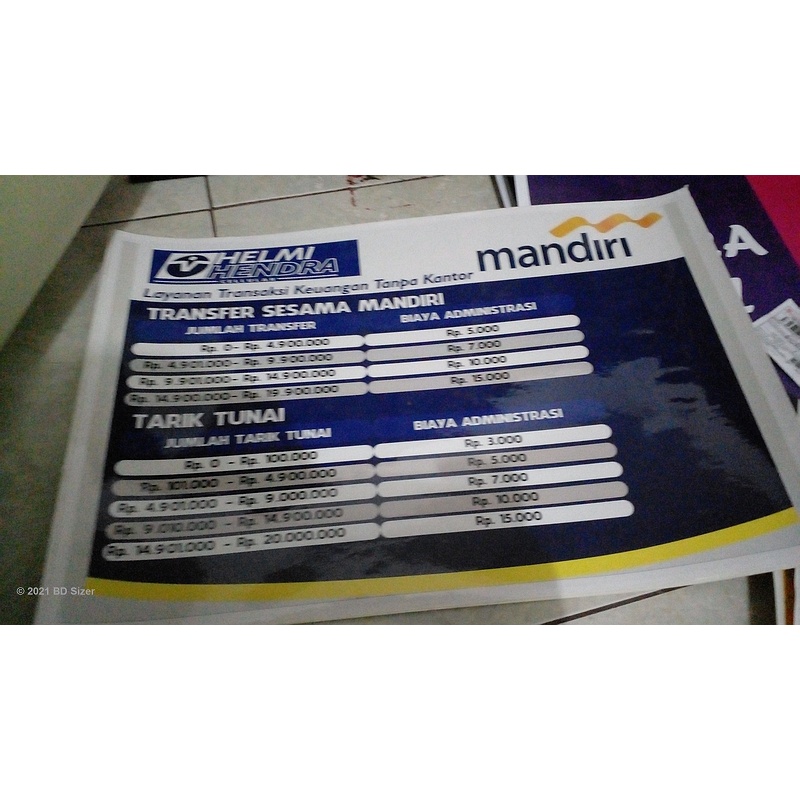 HELMI
HENDRA
mandiri
Layanan Transaksi Keuangan Tanpa Kantor
TRANSFER SESAMA MANDIRI
JUMLAH TRANSFER BIAYA ADMINISTRASI
Rp. 0 - Rp. 4.900.000 Rp. 5.000
Rp. 4.901.000 - Rp. 9.900.000 Rp. 7.000
Rp. 9.901.000 - Rp. 14.900.000 Rp. 10.000
Rp. 14.900.000 - Rp. 19.900.000 Rp. 15.000
TARIK TUNAI
JUMLAH TARIK TUNAI BIAYA ADMINISTRASI
Rp. 0 - Rp. 100.000 Rp. 3.000
Rp. 101.000 - Rp. 4.900.000 Rp. 5.000
Rp. 4.901.000 - Rp. 9.000.000 Rp. 7.000
Rp. 9.010.000 - Rp. 14.900.000 Rp. 10.000
Rp. 14.901.000 - Rp. 20.000.000 Rp. 15.000
© 2021 BD Sizer